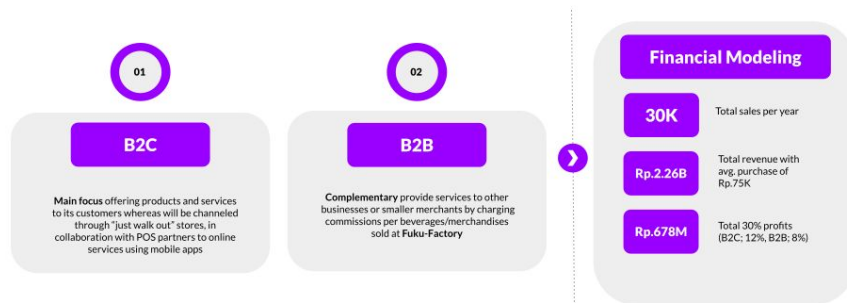 01
B2C
Main focus offering products and services
to its customers whereas will be channeled
through "just walk out" stores, in
collaboration with POS partners to online
services using mobile apps
02
B2B
Complementary provide services to other
businesses or smaller merchants by charging
commissions per beverages/merchandises
sold at Fuku-Factory
Financial Modeling
30K
Total sales per year
Rp.2.26B
Total revenue with
avg. purchase of
Rp.75K
Rp.678M
Total 30% profits
(B2C; 12%, B2B; 8%)